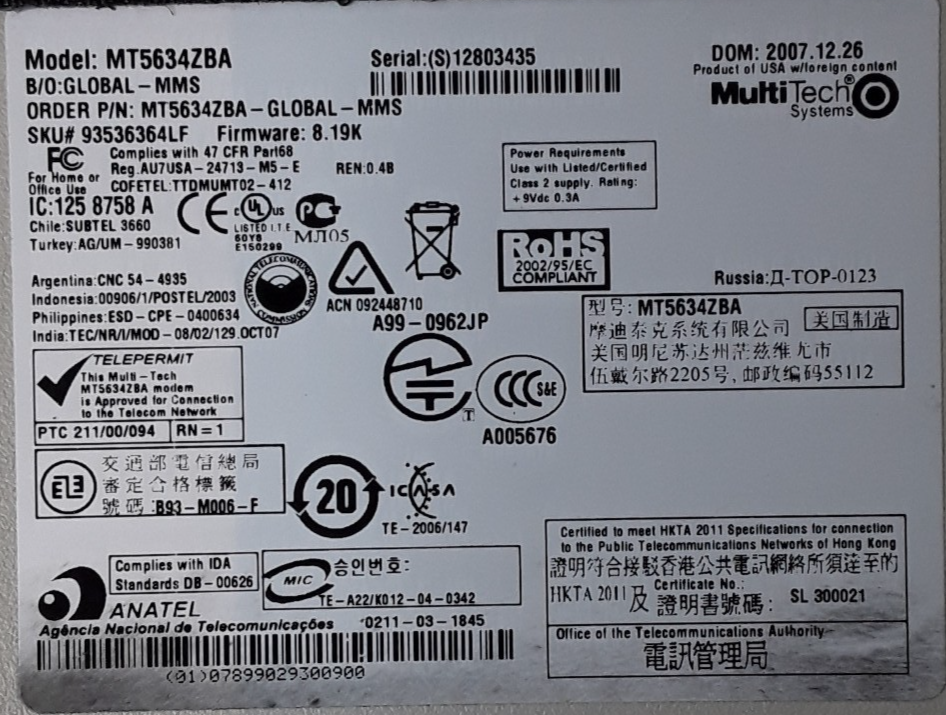 Model: MT5634ZBA
B/O:GLOBAL-MMS
ORDER P/N: MT5634ZBA-GLOBAL-MMS
SKU# 93536364LF Firmware: 8.19K
Serial:(S)12803435
DOM: 2007.12.26
Product of USA w/foreign content
MultiTech®
Systems
FC
For Home or
Office Use
Complies with 47 CFR Part68
Reg.AU7USA-24713-M5-E REN:0.4B
COFETEL:TTDMUMT02-412
IC:125 8758 A
Chile:SUBTEL 3660
Turkey:AG/UM-990381
CE
c UL us
LISTED I.T.E
60Y8
E150299
МЛ05
Power Requirements
Use with Listed/Certified
Class 2 supply. Rating:
+9Vdc 0.3A
Argentina:CNC 54-4935
Indonesia:00906/1/POSTEL/2003
Philippines:ESD-CPE-0400634
India:TEC/NR/I/MOD-08/02/129.OCT07
ACN 092448710
A99-0962JP
RoHS
2002/95/EC
COMPLIANT
Russia:Д-ТОР-0123
型号: MT5634ZBA
摩迪泰克系统有限公司 美国制造
美国明尼苏达州茫兹维尤市
伍戴尔路2205号,邮政编码55112
TELEPERMIT
This Multi-Tech
MT5634ZBA modem
is Approved for Connection
to the Telecom Network
PTC 211/00/094 RN=1
T
CCC S&E
A005676
交通部電信總局
審定合格標籤
號碼:B93-M006-F
20
ICASA
TE-2006/147
Complies with IDA
Standards DB-00626
MIC
승인번호:
TE-A22/K012-04-0342
ANATEL
Agência Nacional de Telecomunicações 0211-03-1845
(01)07899029300900
Certified to meet HKTA 2011 Specifications for connection
to the Public Telecommunications Networks of Hong Kong
證明符合接駁香港公共電訊網絡所須達至的
HKTA 2011及 Certificate No.:
證明書號碼: SL 300021
Office of the Telecommunications Authority
電訊管理局